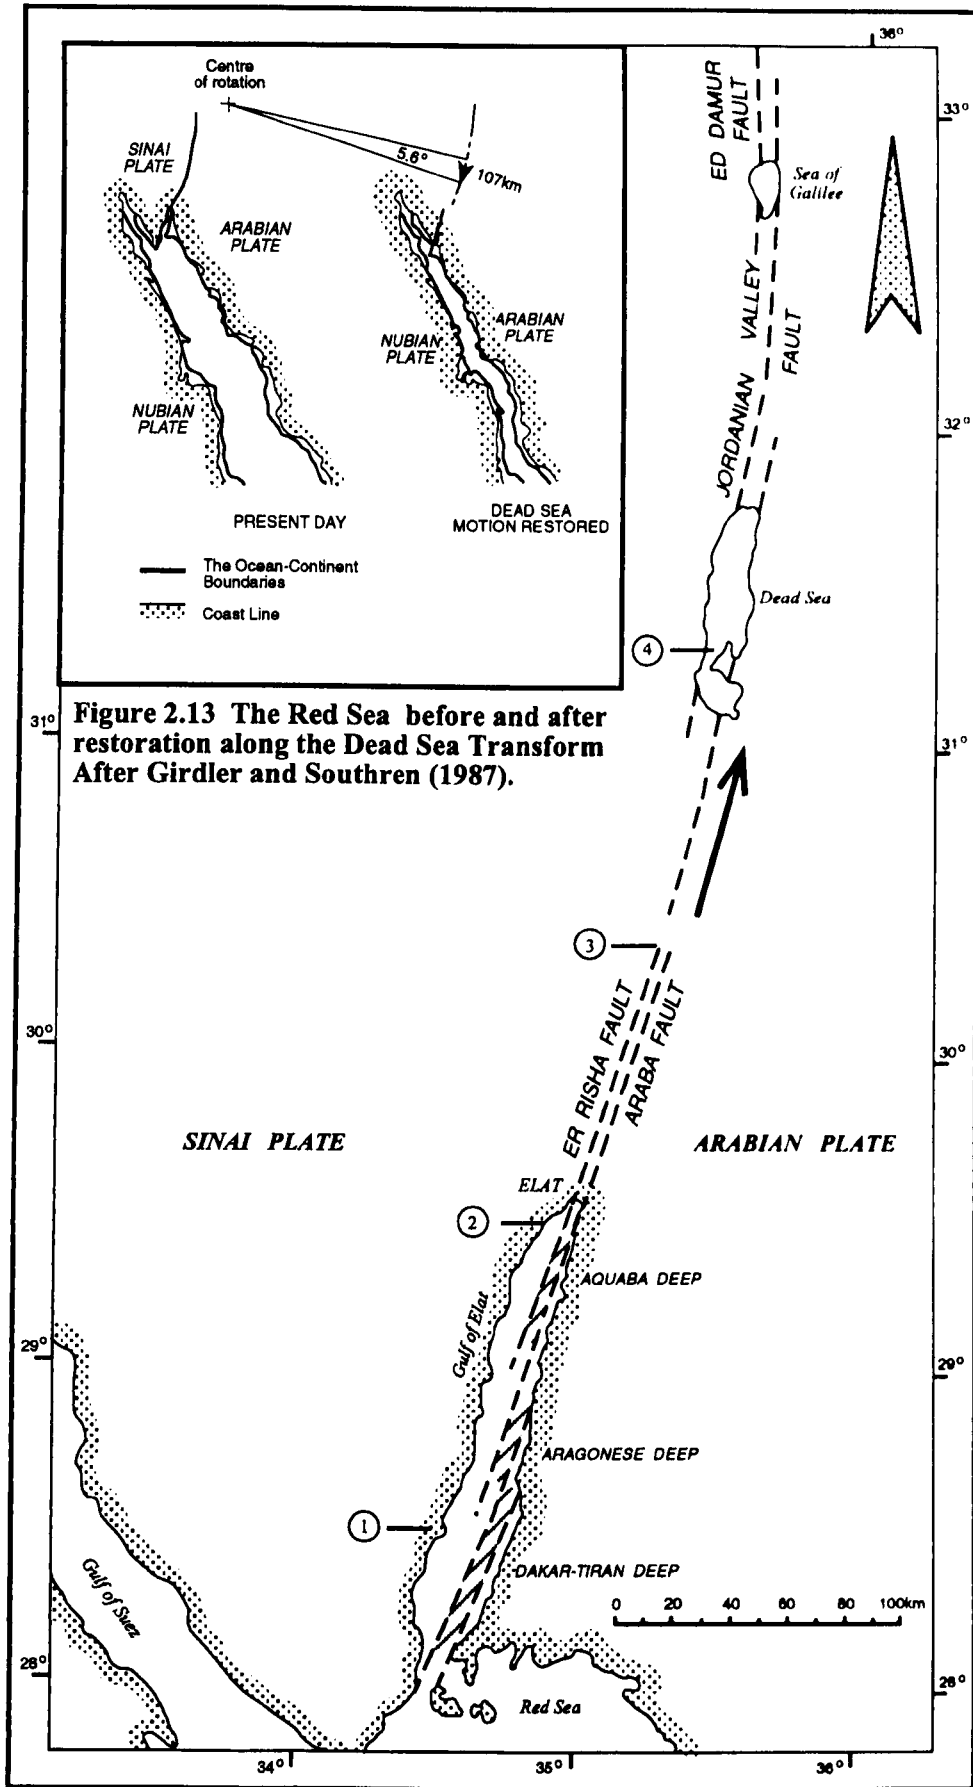 36°
Centre
of rotation
SINAI
PLATE
5.6°
107km
ARABIAN
PLATE
NUBIAN
PLATE
ARABIAN
PLATE
NUBIAN
PLATE
PRESENT DAY
DEAD SEA
MOTION RESTORED
The Ocean-Continent
Boundaries
Coast Line
Figure 2.13 The Red Sea before and after
restoration along the Dead Sea Transform
After Girdler and Southren (1987).
ED DAMUR
FAULT
33°
Sea of
Galilee
JORDANIAN VALLEY
FAULT
32°
Dead Sea
4
31°
31°
3
30°
30°
ER RISHA FAULT
ARABA FAULT
SINAI PLATE
ARABIAN PLATE
ELAT
2
AQUABA DEEP
Gulf of Elat
29°
29°
ARAGONESE DEEP
1
DAKAR-TIRAN DEEP
Gulf of Suez
0 20 40 60 80 100km
28°
28°
Red Sea
34°
35°
36°